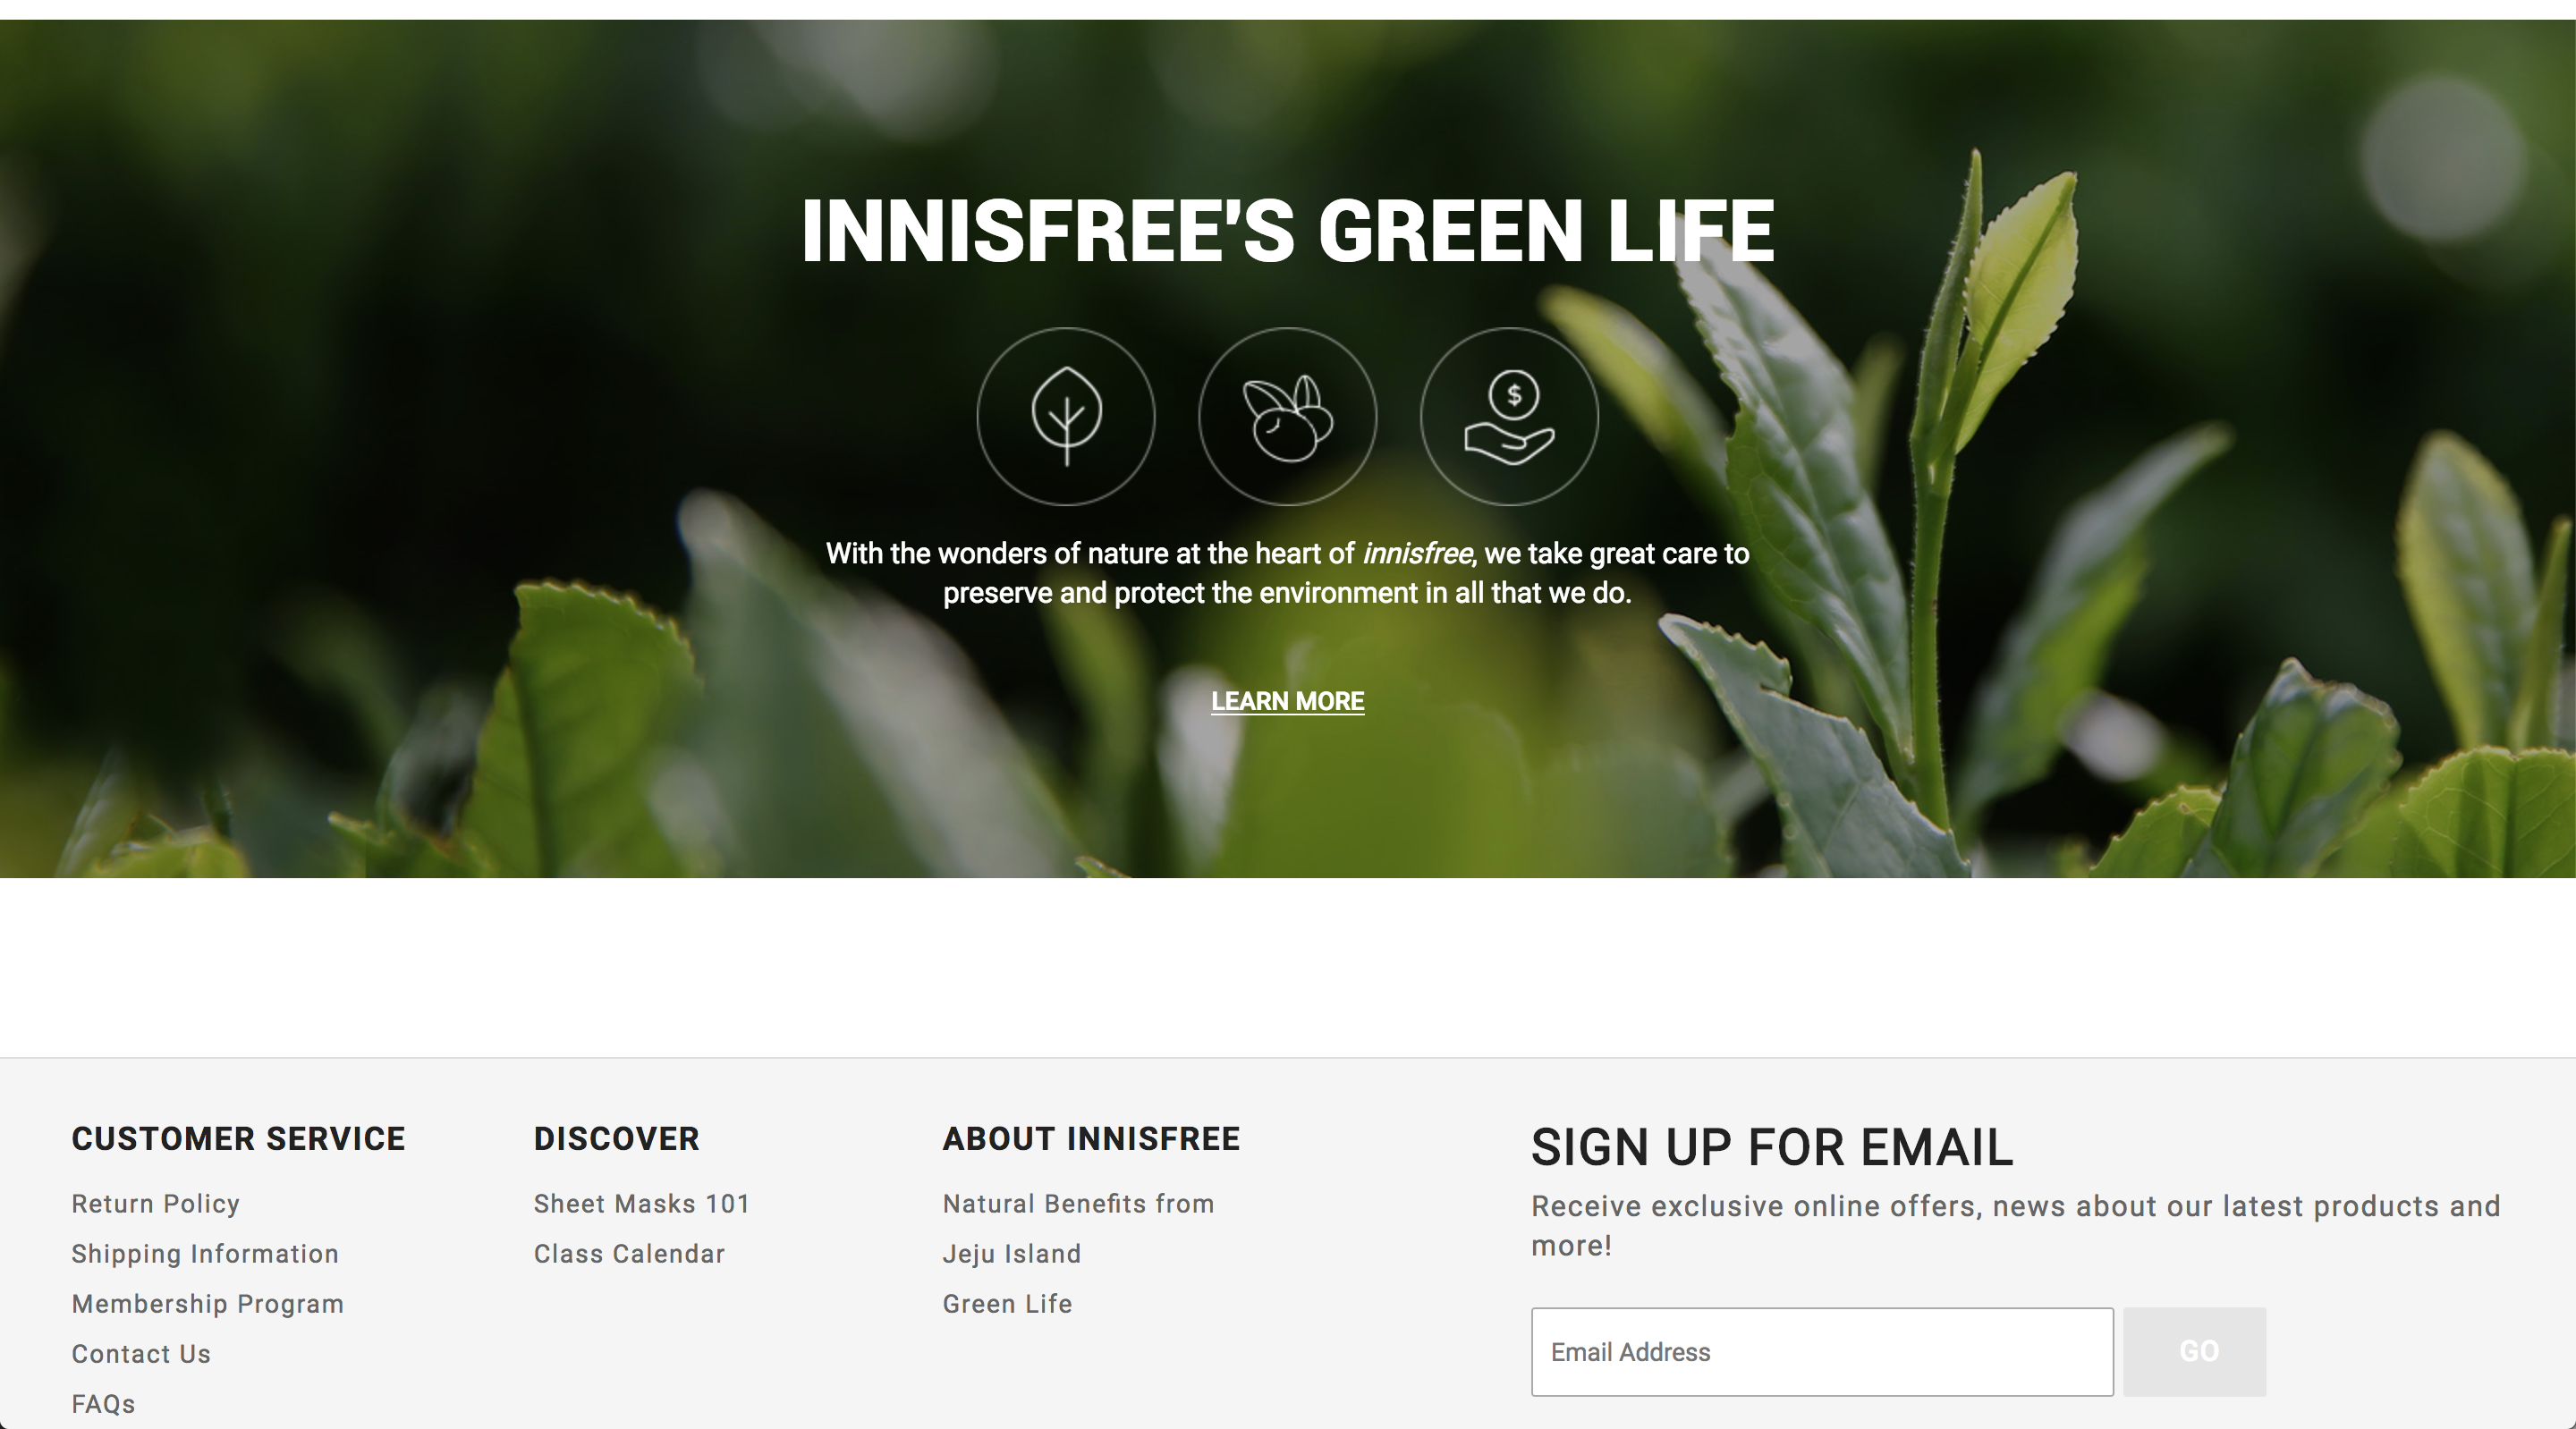 INNISFREE'S GREEN LIFE
$
With the wonders of nature at the heart of innisfree, we take great care to
preserve and protect the environment in all that we do.
LEARN MORE
CUSTOMER SERVICE
Return Policy
Shipping Information
Membership Program
Contact Us
FAQs
DISCOVER
Sheet Masks 101
Class Calendar
ABOUT INNISFREE
Natural Benefits from
Jeju Island
Green Life
SIGN UP FOR EMAIL
Receive exclusive online offers, news about our latest products and
more!
Email Address
GO